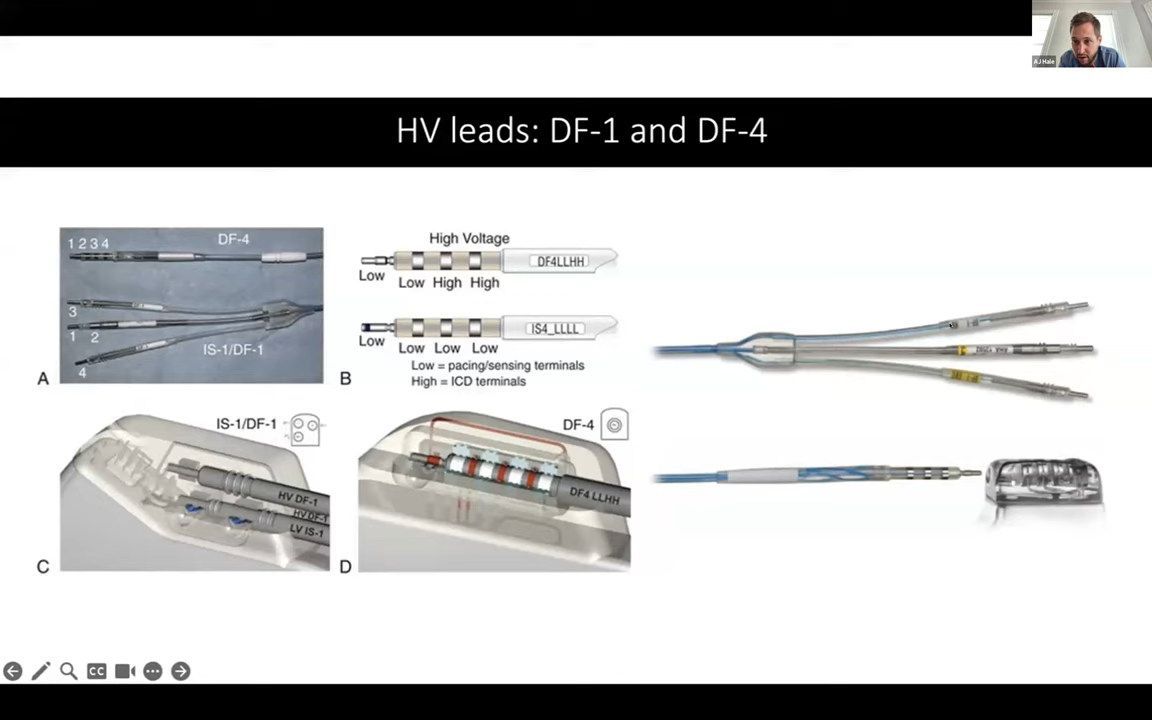 AJ Hale
HV leads: DF-1 and DF-4
1 2 3 4
DF-4
3
1
2
4
IS-1/DF-1
A
High Voltage
Low
Low High High
DF4LLHH
Low
Low Low Low
IS4_LLLL
Low = pacing/sensing terminals
High = ICD terminals
B
IS-1/DF-1
HV DF-1
HV DF-1
LV IS-1
C
DF-4
DF4 LLHH
D
CC